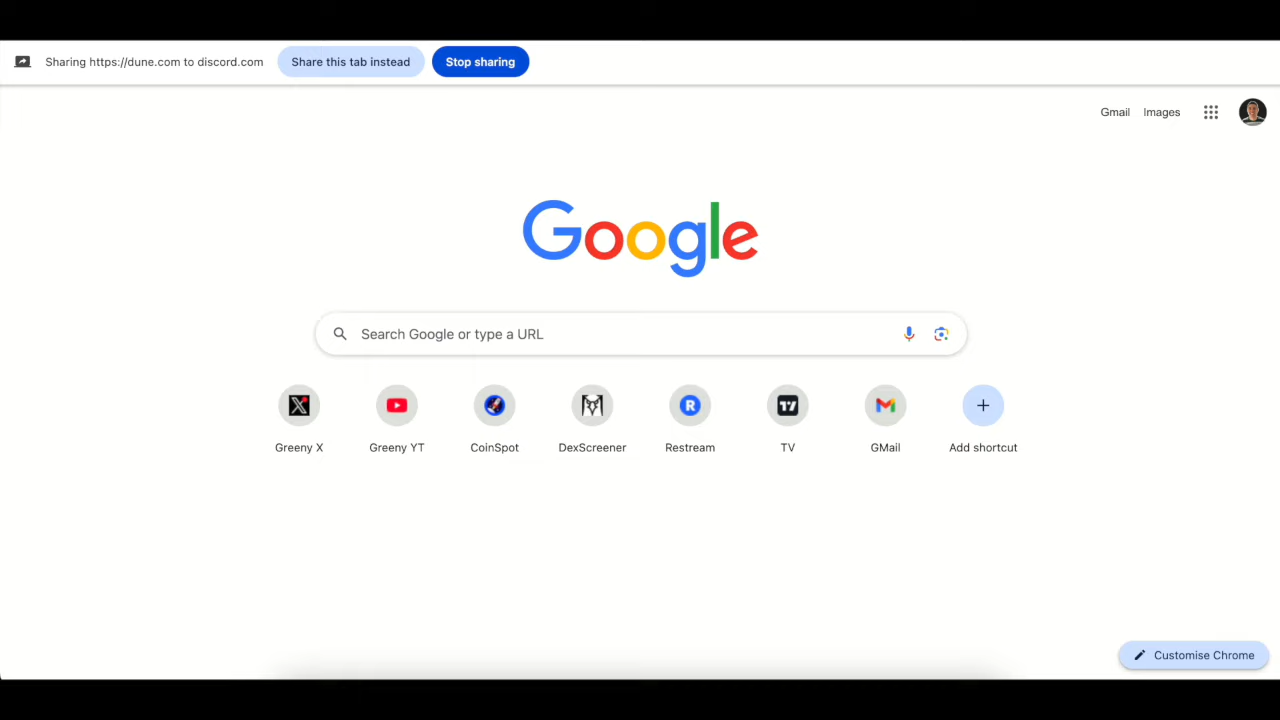 Sharing https://dune.com to discord.com Share this tab instead Stop sharing
Gmail Images
Google
Search Google or type a URL
Greeny X Greeny YT CoinSpot DexScreener Restream TV GMail Add shortcut
Customise Chrome